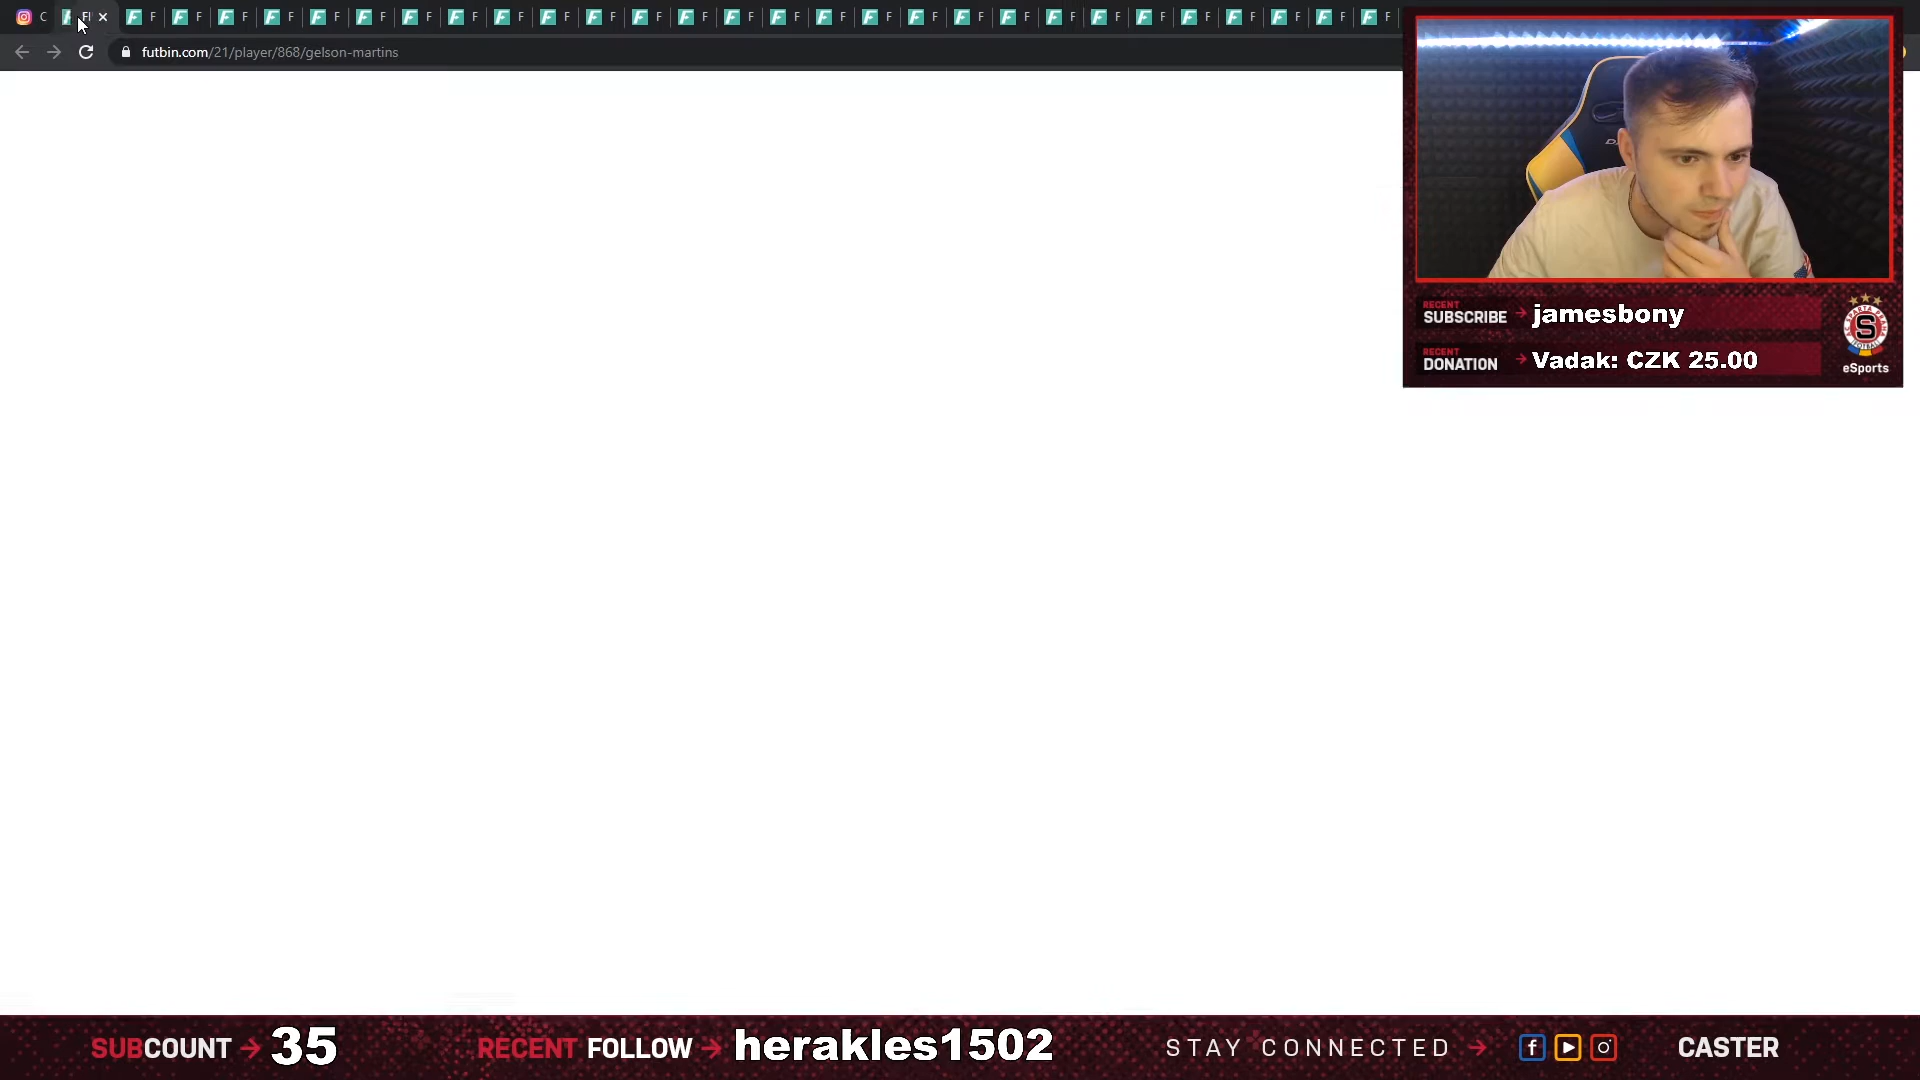 C F F F F F F F F F F F F F F F F F F F F F F F F F F F F F
futbin.com/21/player/868/gelson-martins
RECENT
SUBSCRIBE → jamesbony
RECENT
DONATION → Vadak: CZK 25.00
S
eSports
SUBCOUNT → 35
RECENT FOLLOW → herakles1502
STAY CONNECTED →
CASTER